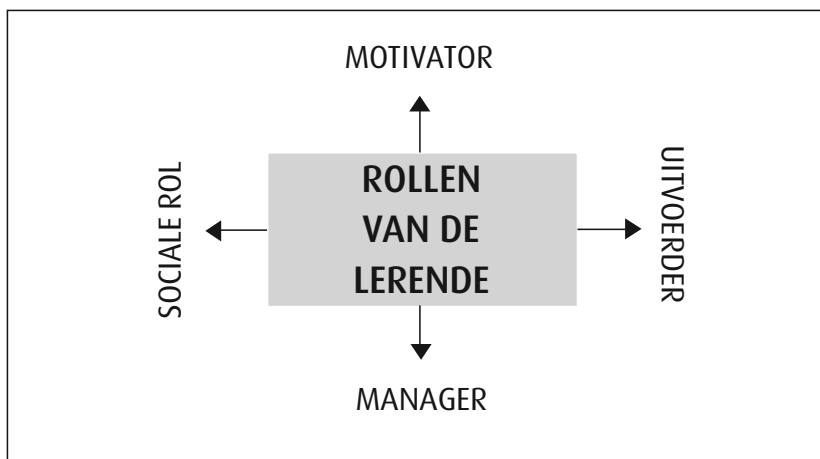 MOTIVATOR
SOCIALE ROL
ROLLEN
VAN DE
LERENDE
UITVOERDER
MANAGER